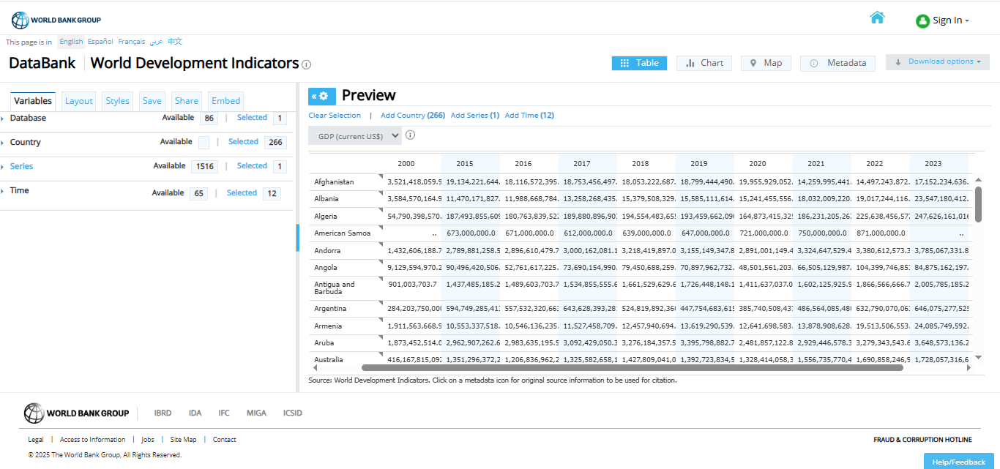 WORLD BANK GROUP
Sign In
This page is in English Español Français عربي 中文
DataBank World Development Indicators
Table Chart Map Metadata Download options
Variables Layout Styles Save Share Embed
Database Available 86 | Selected 1
Country Available | Selected 266
Series Available 1516 | Selected 1
Time Available 65 | Selected 12
Preview
Clear Selection | Add Country (266) Add Series (1) Add Time (12)
GDP (current US$)
2000 2015 2016 2017 2018 2019 2020 2021 2022 2023
Afghanistan 3,521,418,059.9 19,134,221,644. 18,116,572,395. 18,753,456,497. 18,053,222,687. 18,799,444,490. 19,955,929,052. 14,259,995,441. 14,497,243,872. 17,152,234,636.
Albania 3,584,570,164.9 11,470,171,827. 11,988,668,784. 13,258,268,435. 15,379,508,329. 15,585,111,614. 15,241,455,556. 18,032,009,220. 19,017,244,116. 23,547,180,412.
Algeria 54,790,398,570. 187,493,855,609 180,763,839,522 189,880,896,903 194,554,483,655 193,459,662,090 164,873,415,325 186,231,205,262 225,638,456,572 247,626,161,016
American Samoa .. 673,000,000.0 671,000,000.0 612,000,000.0 639,000,000.0 647,000,000.0 721,000,000.0 750,000,000.0 871,000,000.0 ..
Andorra 1,432,606,188.7 2,789,881,258.5 2,896,610,479.7 3,000,162,081.1 3,218,419,897.0 3,155,149,347.8 2,891,001,149.4 3,324,647,529.4 3,380,612,573.3 3,785,067,331.8
Angola 9,129,594,970.2 90,496,420,506. 52,761,617,225. 73,690,154,990. 79,450,688,259. 70,897,962,732. 48,501,561,203. 66,505,129,987. 104,399,746,853 84,875,162,197.
Antigua and
Barbuda
901,003,703.7 1,437,485,185.2 1,489,603,703.7 1,534,855,555.6 1,661,529,629.6 1,726,448,148.1 1,411,637,037.0 1,602,125,925.9 1,866,566,666.7 2,005,785,185.2
Argentina 284,203,750,000 594,749,285,413 557,532,320,663 643,628,393,281 524,819,892,360 447,754,683,615 385,740,508,437 486,564,085,480 632,790,070,063 646,075,277,525
Armenia 1,911,563,668.9 10,553,337,518. 10,546,136,235. 11,527,458,709. 12,457,940,694. 13,619,290,539. 12,641,698,583. 13,878,908,628. 19,513,506,553. 24,085,749,592.
Aruba 1,873,452,514.0 2,962,907,262.6 2,983,635,195.5 3,092,429,050.3 3,276,184,357.5 3,395,798,882.7 2,481,857,122.8 2,929,446,578.3 3,279,343,543.6 3,648,573,136.2
Australia 416,167,815,092 1,351,296,372,2 1,206,836,962,2 1,325,582,658,1 1,427,809,041,0 1,392,723,834,5 1,328,414,058,3 1,556,735,770,4 1,690,858,246,9 1,728,057,316,6
Source: World Development Indicators. Click on a metadata icon for original source information to be used for citation.
WORLD BANK GROUP IBRD IDA IFC MIGA ICSID
Legal | Access to Information | Jobs | Site Map | Contact
FRAUD & CORRUPTION HOTLINE
© 2025 The World Bank Group, All Rights Reserved.
Help/Feedback